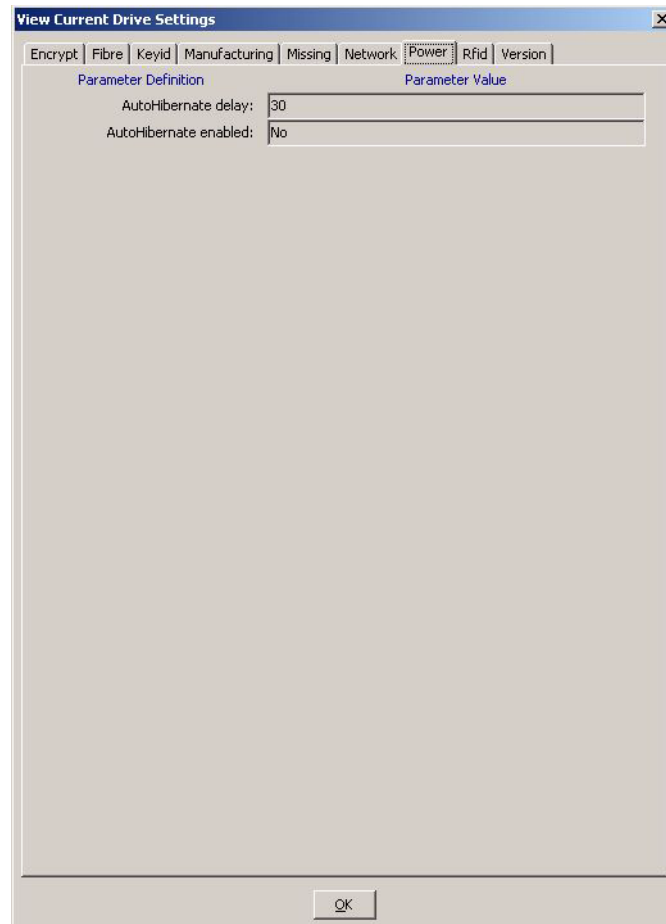 View Current Drive Settings
Encrypt Fibre Keyid Manufacturing Missing Network Power Rfid Version
Parameter Definition Parameter Value
AutoHibernate delay: 30
AutoHibernate enabled: No
OK